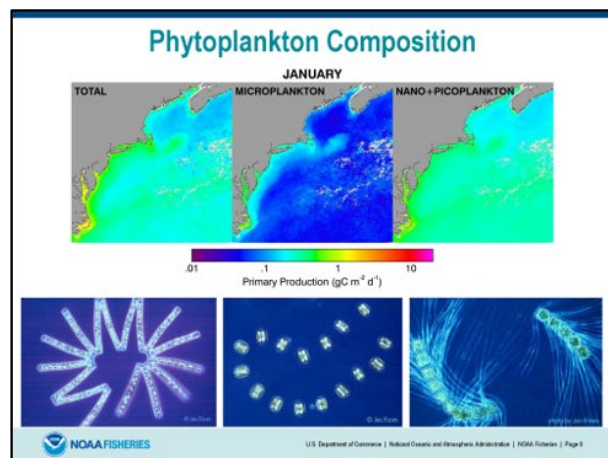 Phytoplankton Composition
JANUARY
TOTAL
MICROPLANKTON
NANO+PICOPLANKTON
.01
.1
1
10
Primary Production (gC m⁻² d⁻¹)
NOAA FISHERIES
U.S. Department of Commerce | National Oceanic and Atmospheric Administration | NOAA Fisheries | Page